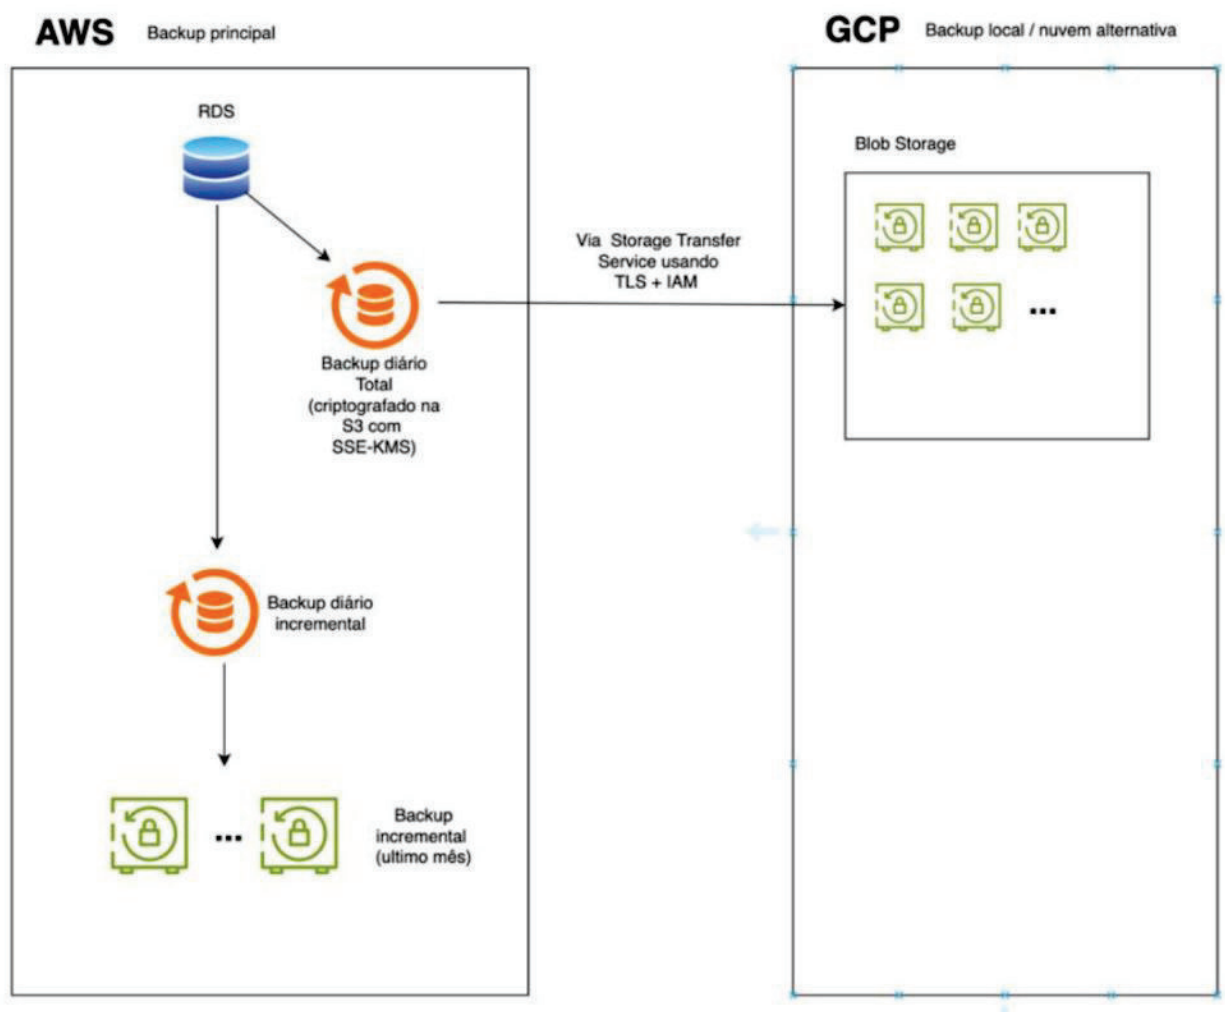 AWS Backup principal
GCP Backup local / nuvem alternativa
RDS
Blob Storage
Via Storage Transfer
Service usando
TLS + IAM
Backup diário
Total
(criptografado na
S3 com
SSE-KMS)
Backup diário
incremental
Backup
incremental
(ultimo mês)